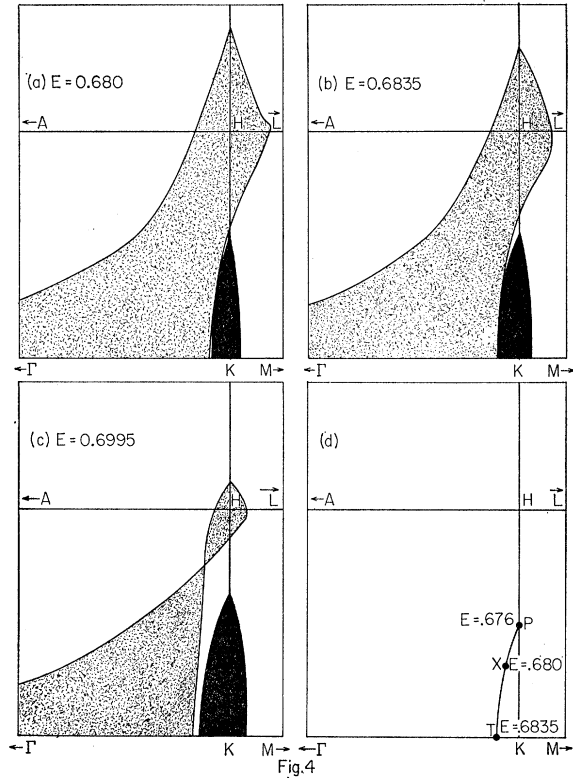 (a) E = 0.680
←A
H
L
←Γ
K
M→
(b) E = 0.6835
←A
H
L
←Γ
K
M→
(c) E = 0.6995
←A
H
L
←Γ
K
M→
(d)
←A
H
L
E = .676 P
X E = .680
T E = .6835
←Γ
K
M→
Fig.4